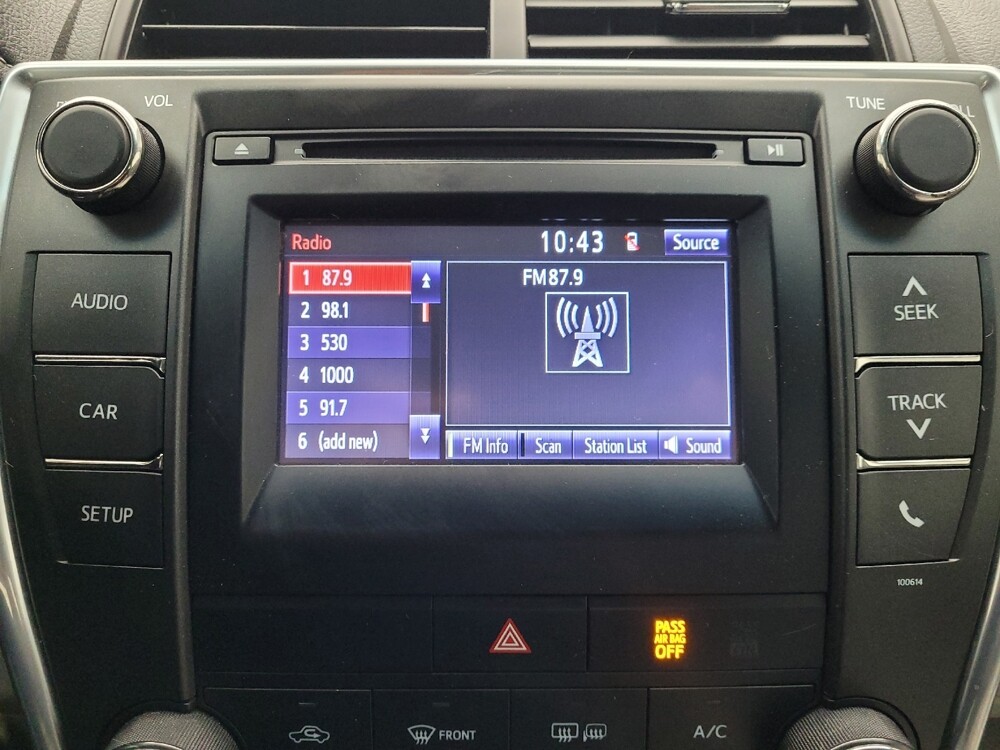 VOL
TUNE
Radio
10:43
Source
1 87.9
2 98.1
3 530
4 1000
5 91.7
6 (add new)
FM87.9
FM Info
Scan
Station List
Sound
AUDIO
CAR
SETUP
SEEK
TRACK
100614
PASS
AIR BAG
OFF
FRONT
A/C